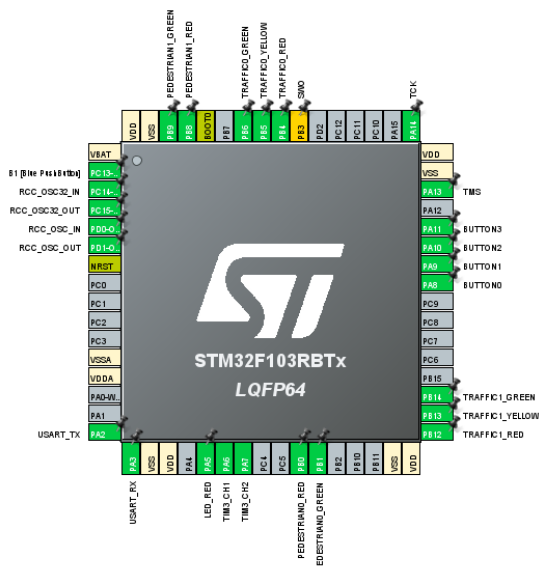 PEDESTRIAN1_GREEN
PEDESTRIAN1_RED
TRAFFIC0_GREEN
TRAFFIC0_YELLOW
TRAFFIC0_RED
SWO
TCK
VDD
VSS
PB9
PB8
BOOT0
PB7
PB6
PB5
PB4
PB3
PD2
PC12
PC11
PC10
PA15
PA14
B1 [Blue PushButton]
RCC_OSC32_IN
RCC_OSC32_OUT
RCC_OSC_IN
RCC_OSC_OUT
USART_TX
VBAT
PC13-..
PC14-..
PC15-..
PD0-O..
PD1-O..
NRST
PC0
PC1
PC2
PC3
VSSA
VDDA
PA0-W..
PA1
PA2
ST
STM32F103RBTx
LQFP64
VDD
VSS
PA13
PA12
PA11
PA10
PA9
PA8
PC9
PC8
PC7
PC6
PB15
PB14
PB13
PB12
TMS
BUTTON3
BUTTON2
BUTTON1
BUTTON0
TRAFFIC1_GREEN
TRAFFIC1_YELLOW
TRAFFIC1_RED
PA3
VSS
VDD
PA4
PA5
PA6
PA7
PC4
PC5
PB0
PB1
PB2
PB10
PB11
VSS
VDD
USART_RX
LED_RED
TIM3_CH1
TIM3_CH2
PEDESTRIAN0_RED
EDESTRIAN0_GREEN